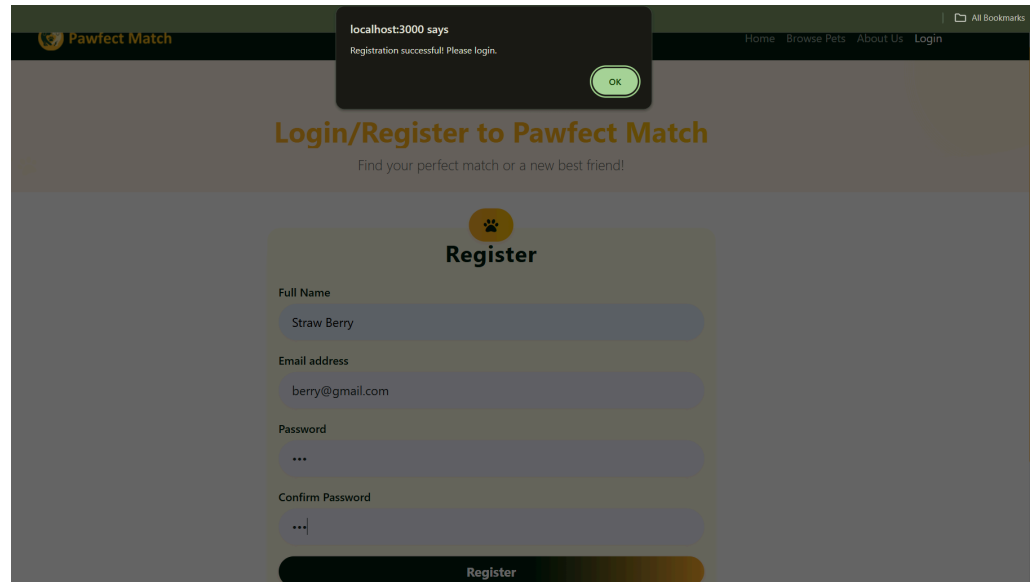 All Bookmarks
localhost:3000 says
Registration successful! Please login.
OK
Pawfect Match
Home Browse Pets About Us Login
Login/Register to Pawfect Match
Find your perfect match or a new best friend!
Register
Full Name
Straw Berry
Email address
berry@gmail.com
Password
•••
Confirm Password
•••
Register